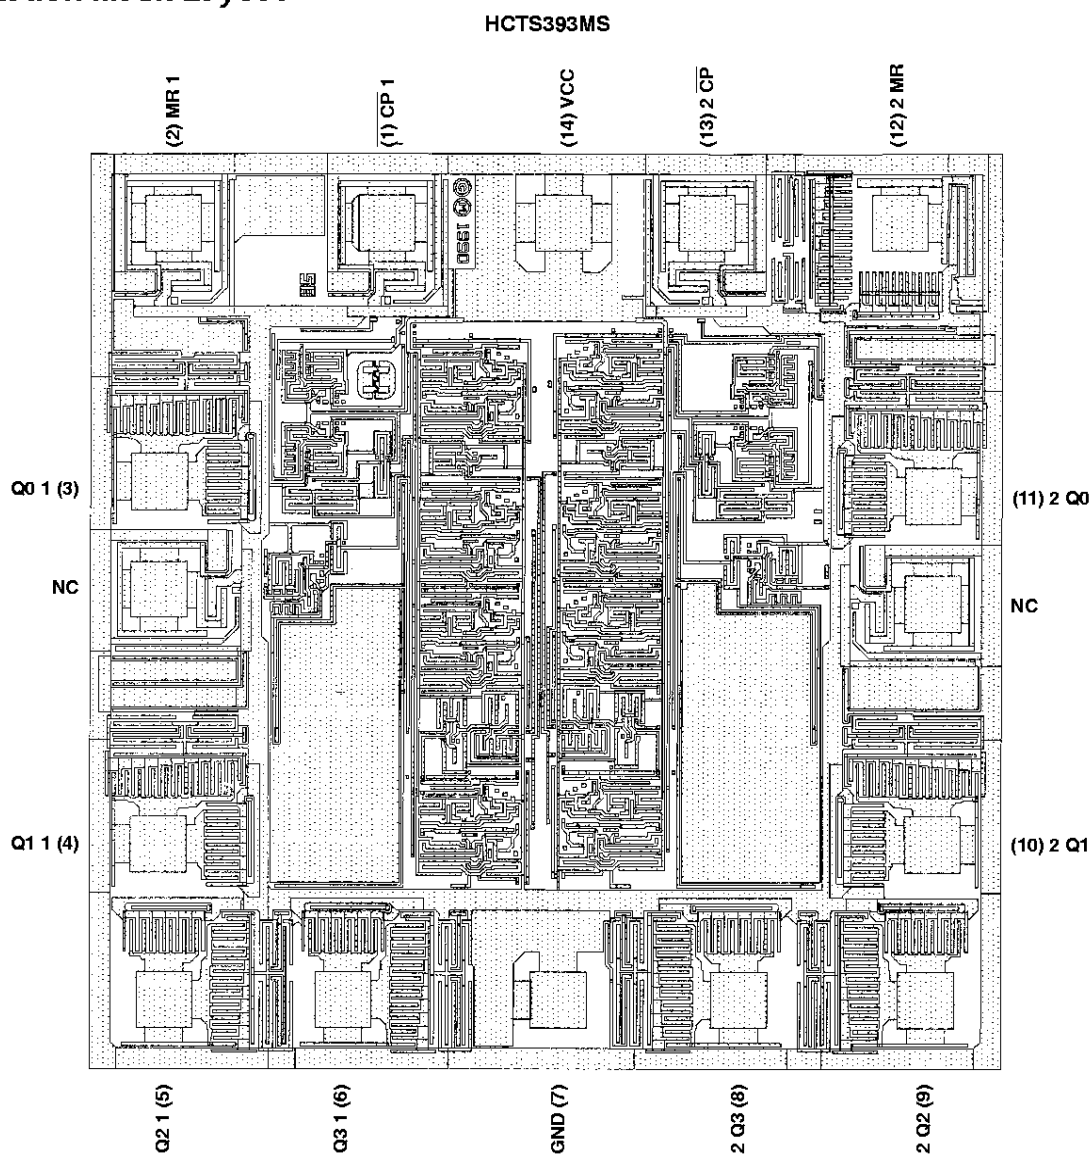 HCTS393MS
(2) MR 1
(1) CP 1
(14) VCC
(13) 2 CP
(12) 2 MR
Q0 1 (3)
(11) 2 Q0
NC
NC
Q1 1 (4)
(10) 2 Q1
Q2 1 (5)
Q3 1 (6)
GND (7)
2 Q3 (8)
2 Q2 (9)